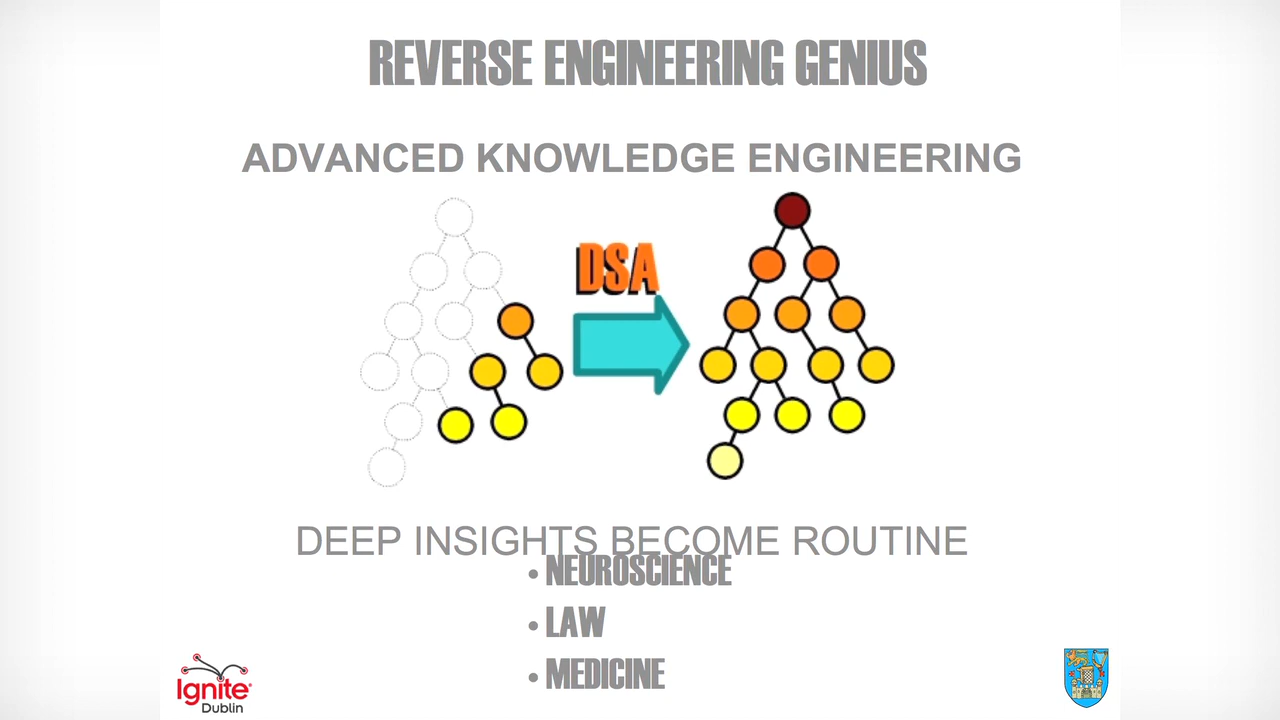 REVERSE ENGINEERING GENIUS
ADVANCED KNOWLEDGE ENGINEERING
DSA
DEEP INSIGHTS BECOME ROUTINE
• NEUROSCIENCE
• LAW
• MEDICINE
Ignite
Dublin